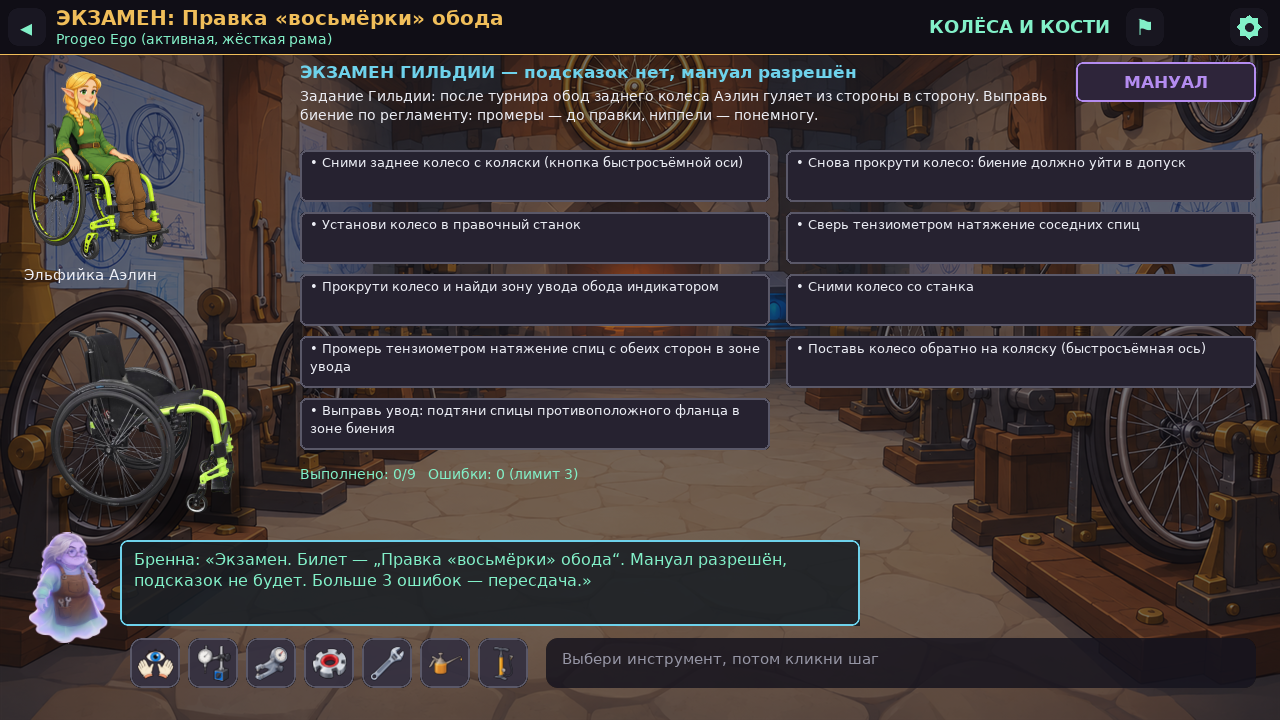 ЭКЗАМЕН: Правка «восьмёрки» обода
Progeo Ego (активная, жёсткая рама)
КОЛЁСА И КОСТИ
ЭКЗАМЕН ГИЛЬДИИ — подсказок нет, мануал разрешён
Задание Гильдии: после турнира обод заднего колеса Аэлин гуляет из стороны в сторону. Выправь
биение по регламенту: промеры — до правки, ниппели — понемногу.
МАНУАЛ
• Сними заднее колесо с коляски (кнопка быстросъёмной оси)
• Установи колесо в правочный станок
• Прокрути колесо и найди зону увода обода индикатором
• Промерь тензиометром натяжение спиц с обеих сторон в зоне
увода
• Выправь увод: подтяни спицы противоположного фланца в
зоне биения
• Снова прокрути колесо: биение должно уйти в допуск
• Сверь тензиометром натяжение соседних спиц
• Сними колесо со станка
• Поставь колесо обратно на коляску (быстросъёмная ось)
Эльфийка Аэлин
Выполнено: 0/9 Ошибки: 0 (лимит 3)
Бренна: «Экзамен. Билет — „Правка «восьмёрки» обода“. Мануал разрешён,
подсказок не будет. Больше 3 ошибок — пересдача.»
Выбери инструмент, потом кликни шаг